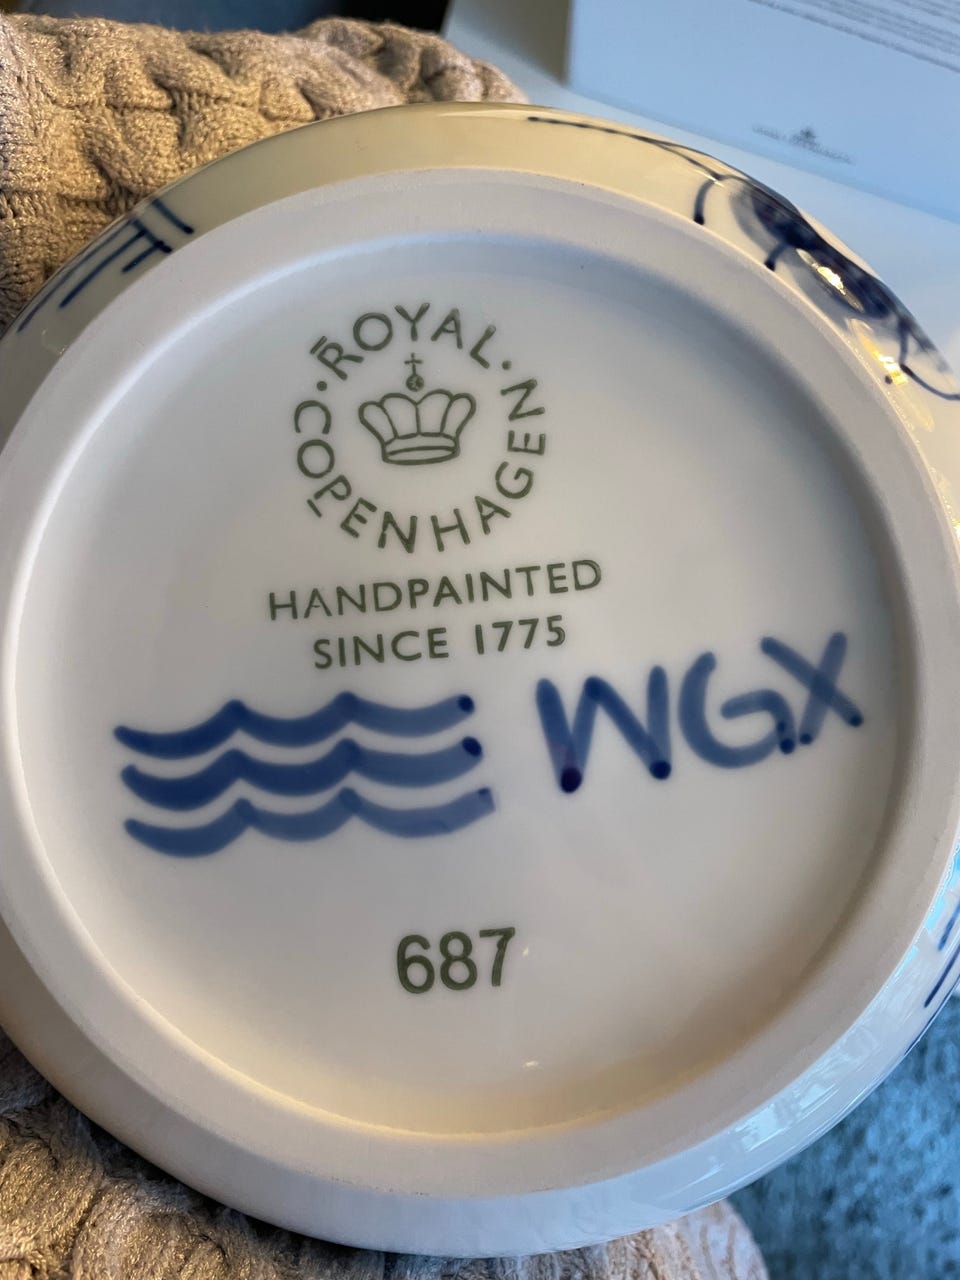 ROYAL
COPENHAGEN
HANDPAINTED
SINCE 1775
WGX
687